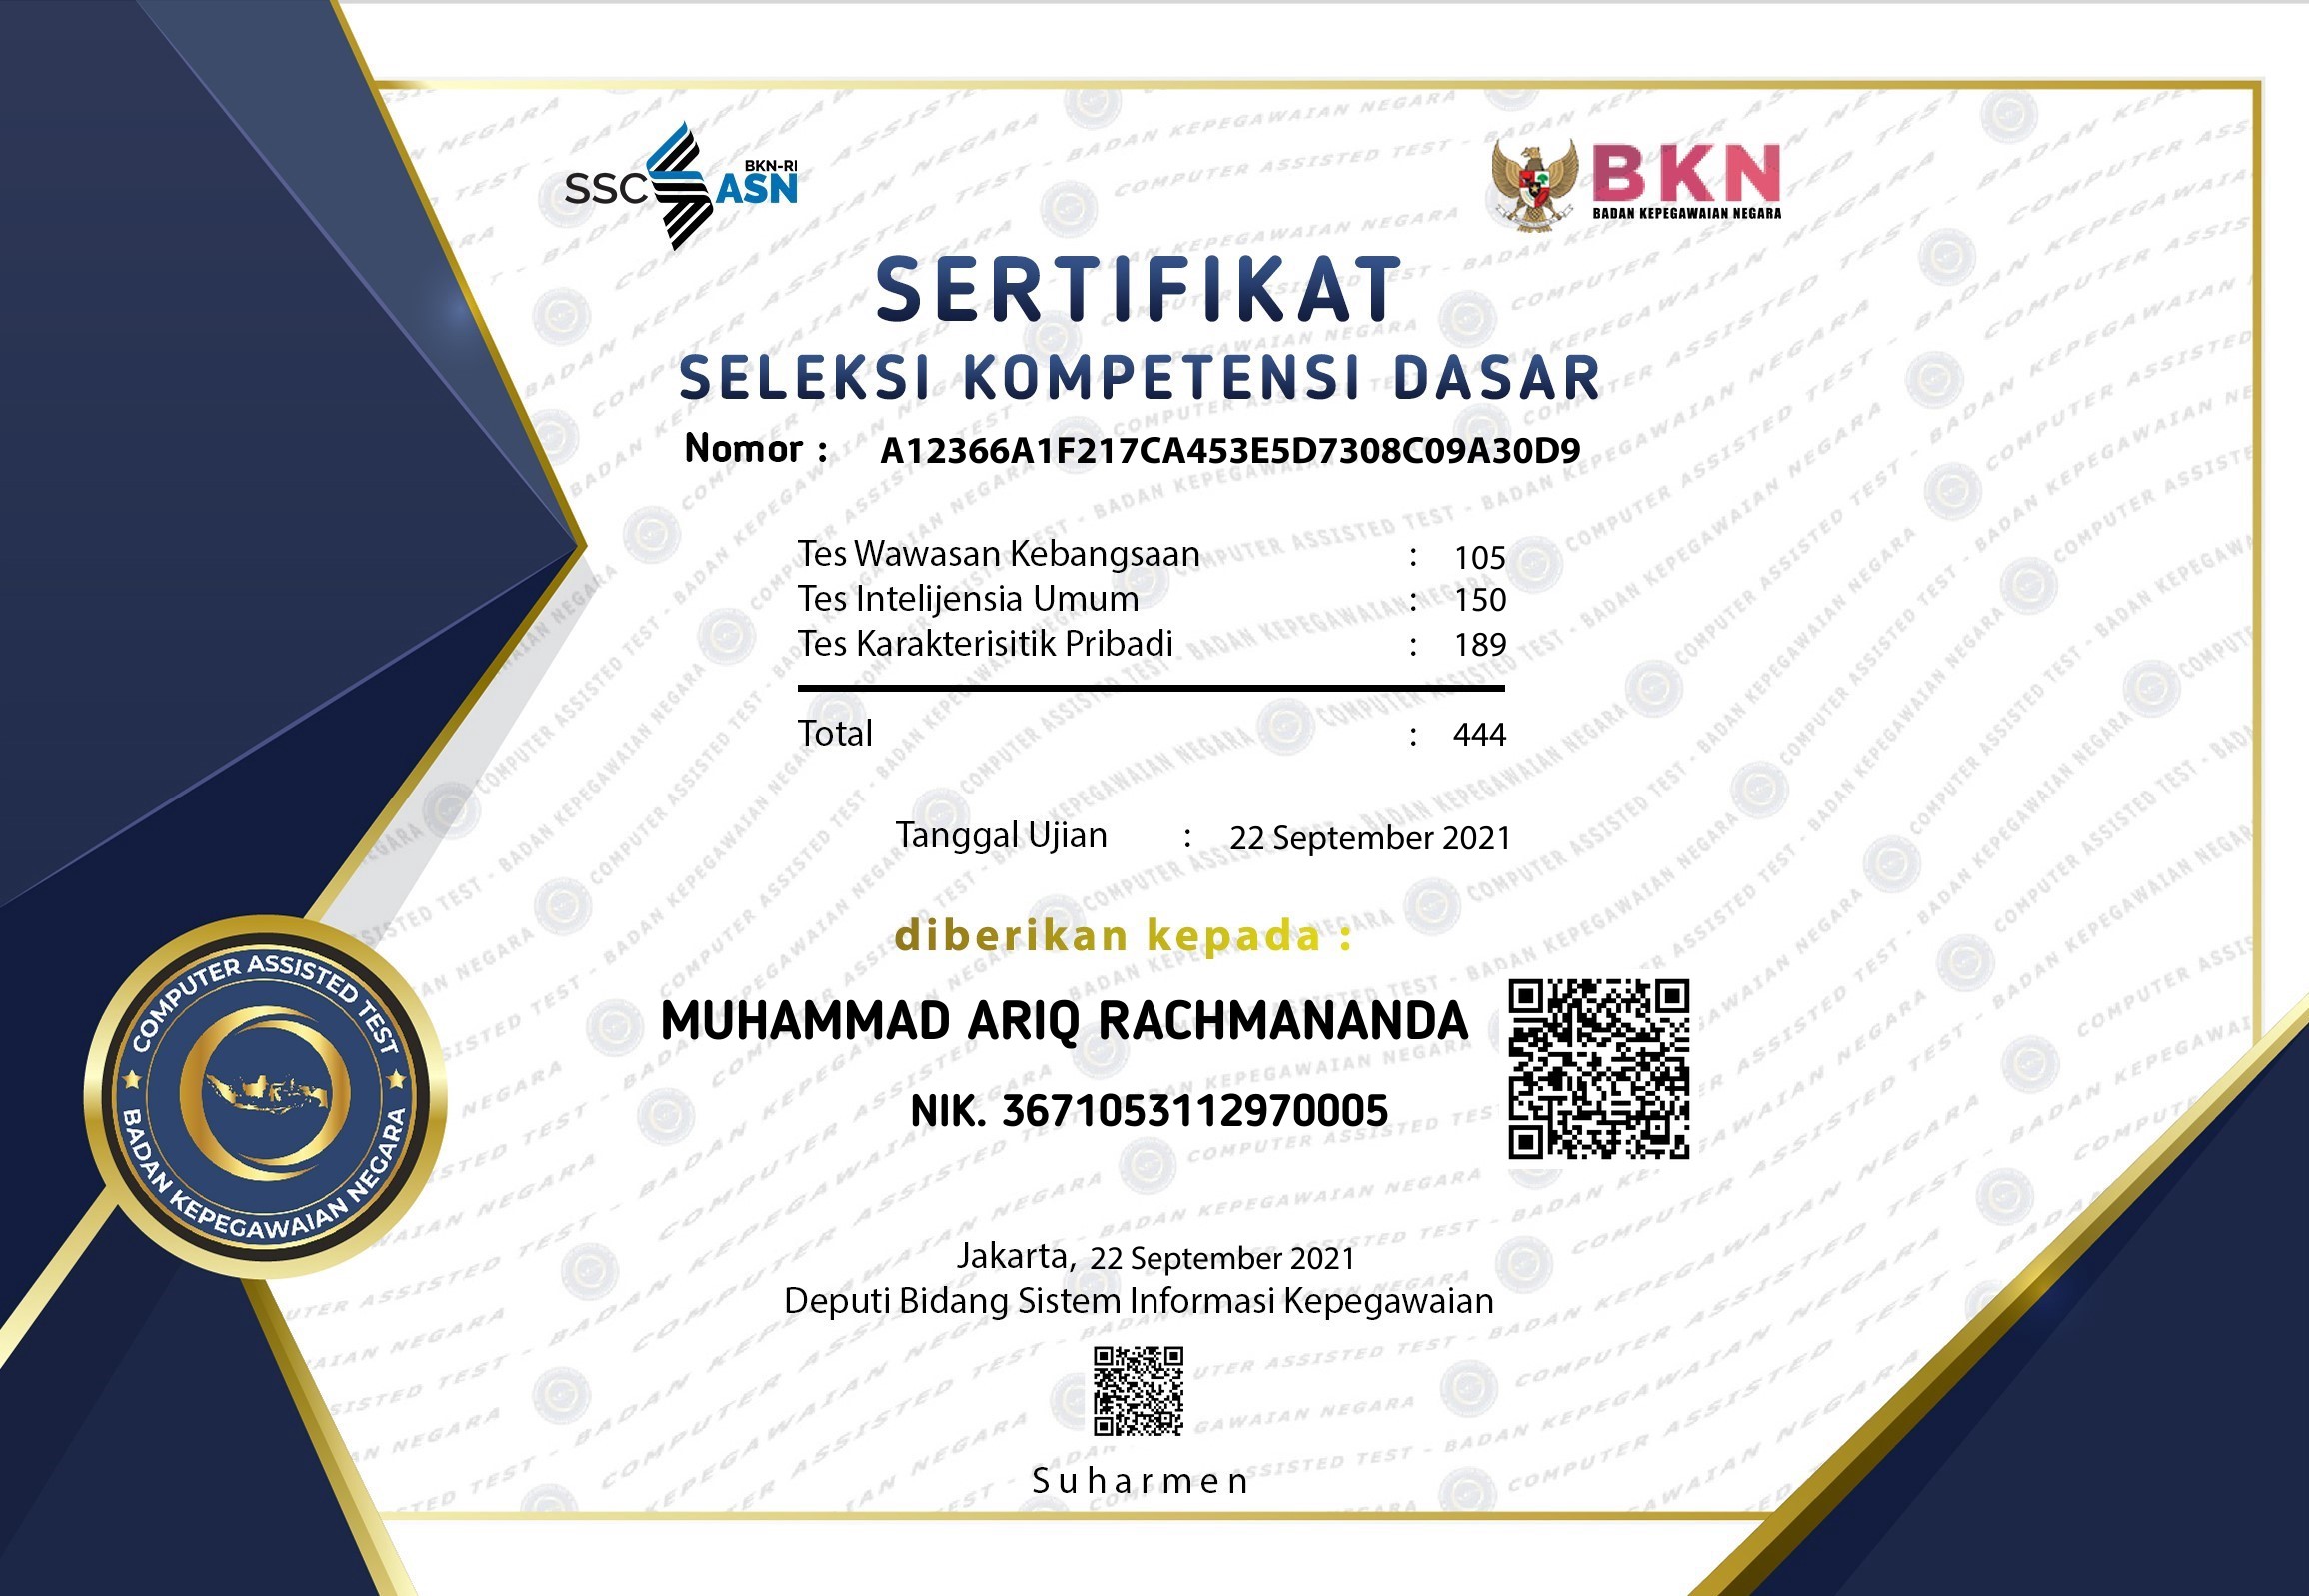 SSC BKN-RI ASN
BKN
BADAN KEPEGAWAIAN NEGARA
SERTIFIKAT
SELEKSI KOMPETENSI DASAR
Nomor : A12366A1F217CA453E5D7308C09A30D9
Tes Wawasan Kebangsaan : 105
Tes Intelijensia Umum : 150
Tes Karakterisitik Pribadi : 189
Total : 444
Tanggal Ujian : 22 September 2021
diberikan kepada :
MUHAMMAD ARIQ RACHMANANDA
NIK. 3671053112970005
COMPUTER ASSISTED TEST
BADAN KEPEGAWAIAN NEGARA
Jakarta, 22 September 2021
Deputi Bidang Sistem Informasi Kepegawaian
Suharmen